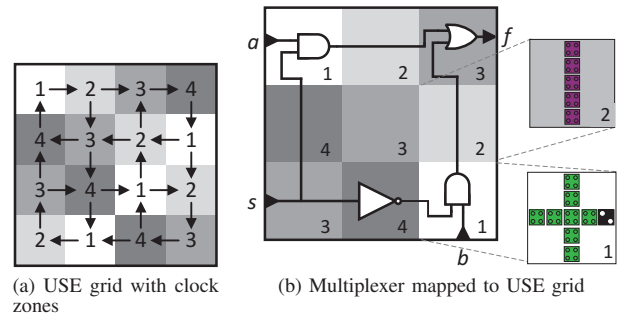 1 2 3 4
4 3 2 1
3 4 1 2
2 1 4 3
(a) USE grid with clock
zones
a f
1 2 3
4 3 2
s
3 4 1
b
2
1
(b) Multiplexer mapped to USE grid